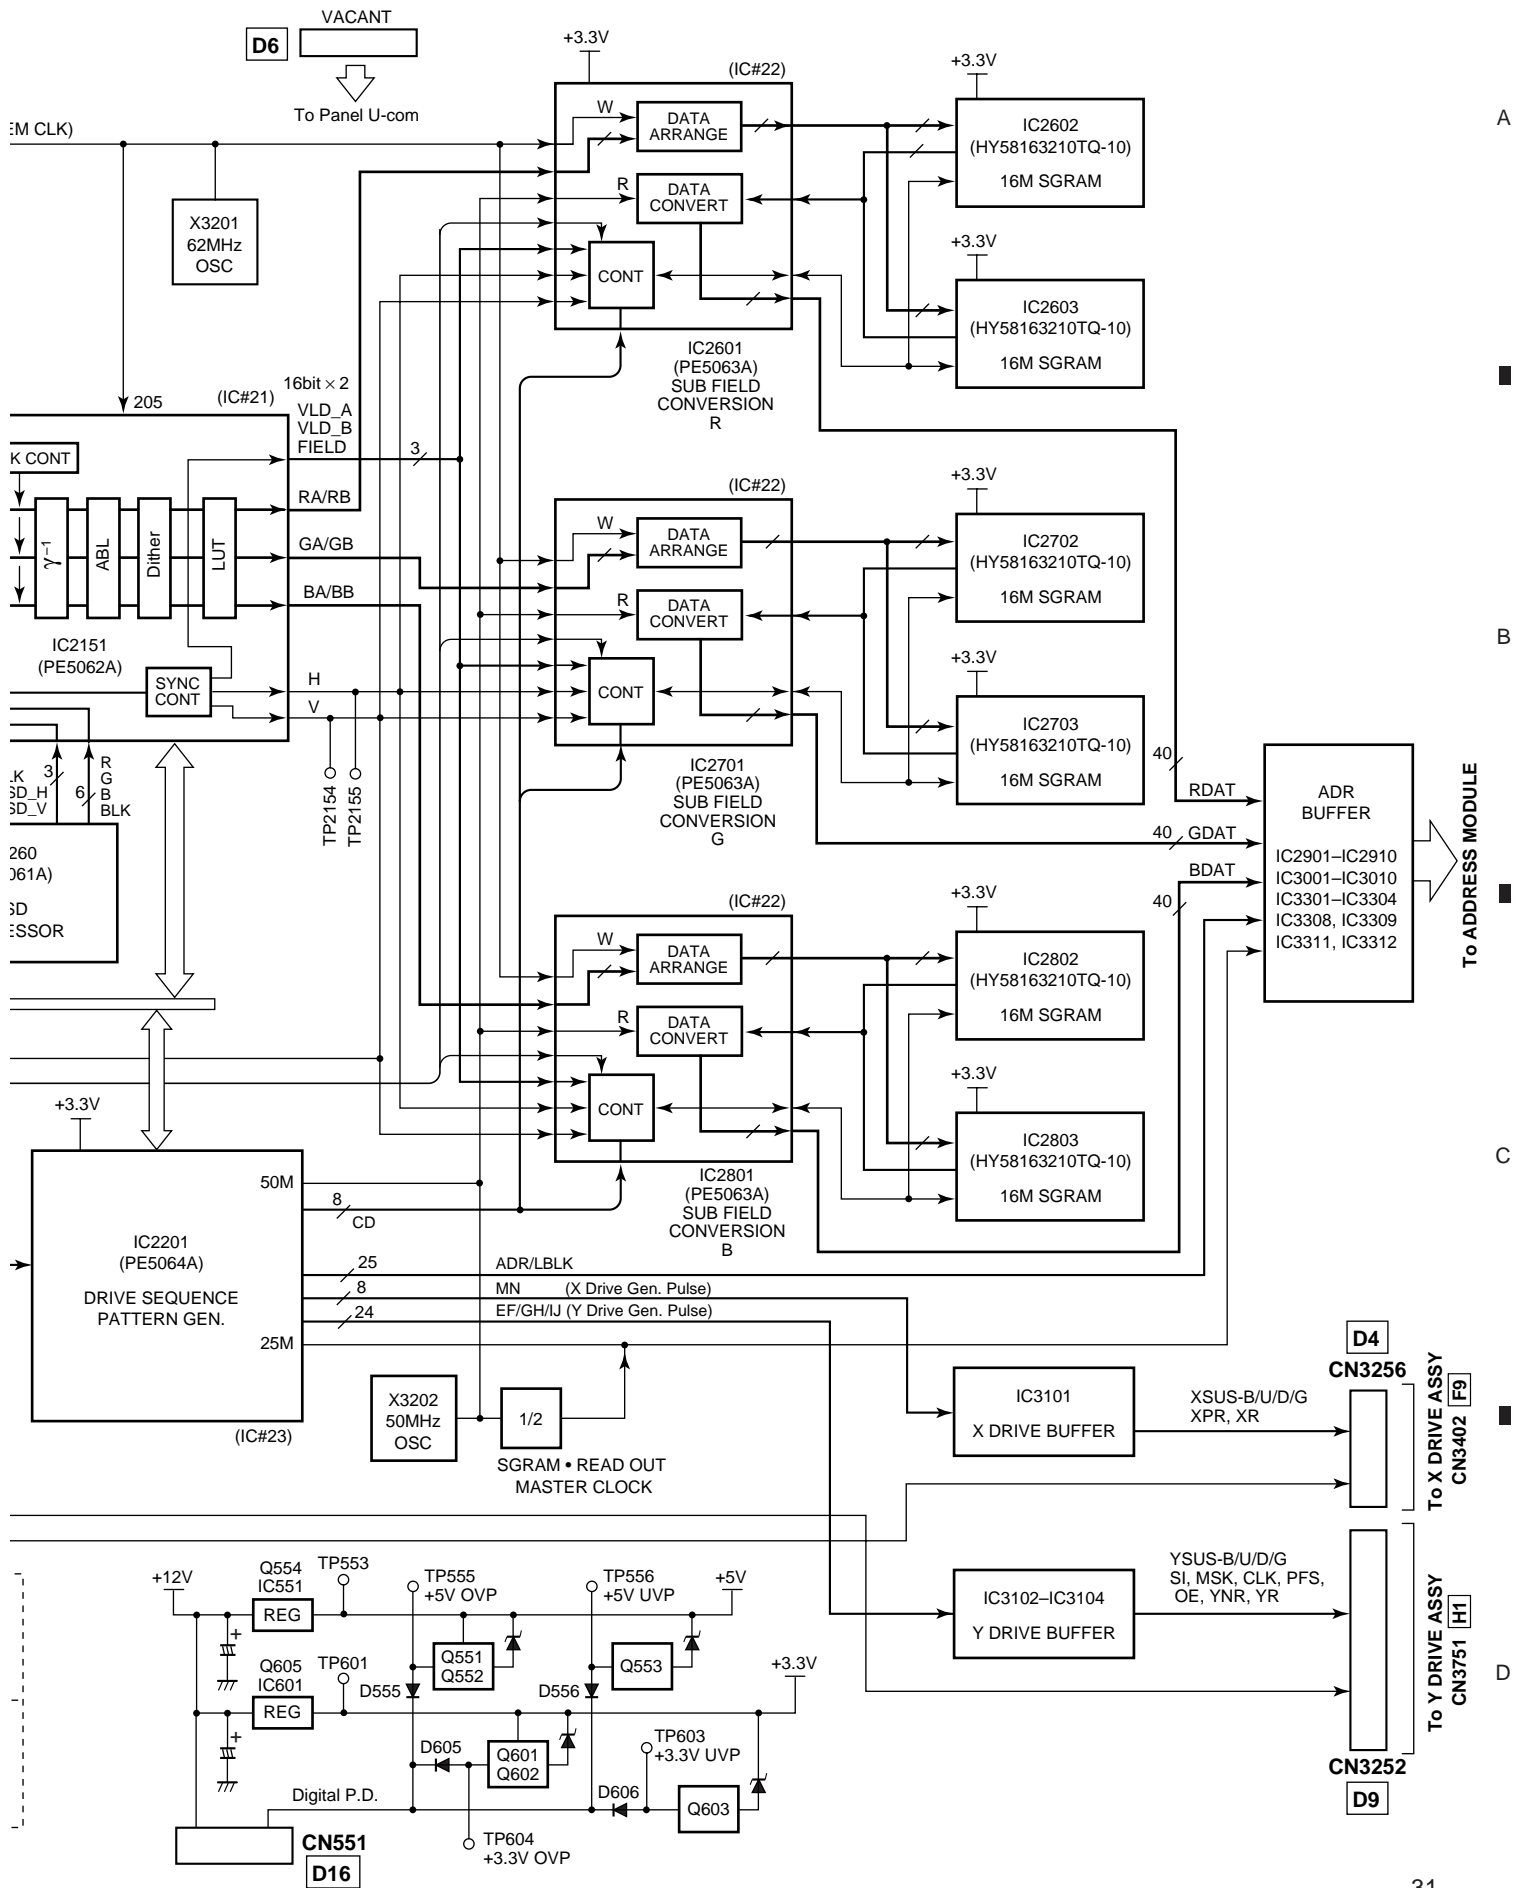 VACANT
D6
To Panel U-com
EM CLK)
X3201
62MHz
OSC
205
(IC#21)
16bit × 2
VLD_A
VLD_B
FIELD
3
K CONT
RA/RB
GA/GB
BA/BB
γ−1
ABL
Dither
LUT
IC2151
(PE5062A)
SYNC
CONT
H
V
TP2154
TP2155
LK
SD_H
SD_V
3
6
R
G
B
BLK
260
061A)
SD
ESSOR
+3.3V
(IC#22)
W
DATA
ARRANGE
R
DATA
CONVERT
CONT
IC2601
(PE5063A)
SUB FIELD
CONVERSION
R
+3.3V
IC2602
(HY58163210TQ-10)
16M SGRAM
+3.3V
IC2603
(HY58163210TQ-10)
16M SGRAM
A
(IC#22)
W
DATA
ARRANGE
R
DATA
CONVERT
CONT
IC2701
(PE5063A)
SUB FIELD
CONVERSION
G
+3.3V
IC2702
(HY58163210TQ-10)
16M SGRAM
+3.3V
IC2703
(HY58163210TQ-10)
16M SGRAM
B
40
RDAT
40
GDAT
BDAT
40
ADR
BUFFER
IC2901–IC2910
IC3001–IC3010
IC3301–IC3304
IC3308, IC3309
IC3311, IC3312
To ADDRESS MODULE
(IC#22)
W
DATA
ARRANGE
R
DATA
CONVERT
CONT
IC2801
(PE5063A)
SUB FIELD
CONVERSION
B
+3.3V
IC2802
(HY58163210TQ-10)
16M SGRAM
+3.3V
IC2803
(HY58163210TQ-10)
16M SGRAM
C
+3.3V
50M
8
CD
IC2201
(PE5064A)
DRIVE SEQUENCE
PATTERN GEN.
25M
(IC#23)
25
ADR/LBLK
8
MN (X Drive Gen. Pulse)
24
EF/GH/IJ (Y Drive Gen. Pulse)
X3202
50MHz
OSC
1/2
SGRAM • READ OUT
MASTER CLOCK
IC3101
X DRIVE BUFFER
XSUS-B/U/D/G
XPR, XR
D4
CN3256
To X DRIVE ASSY
CN3402 F9
IC3102–IC3104
Y DRIVE BUFFER
YSUS-B/U/D/G
SI, MSK, CLK, PFS,
OE, YNR, YR
To Y DRIVE ASSY
CN3751 H1
CN3252
D9
D
+12V
Q554
IC551
REG
TP553
TP555
+5V OVP
TP556
+5V UVP
+5V
+
Q551
Q552
Q553
Q605
IC601
REG
TP601
D555
D556
+3.3V
+
D605
Q601
Q602
TP603
+3.3V UVP
D606
Q603
Digital P.D.
TP604
+3.3V OVP
CN551
D16
31